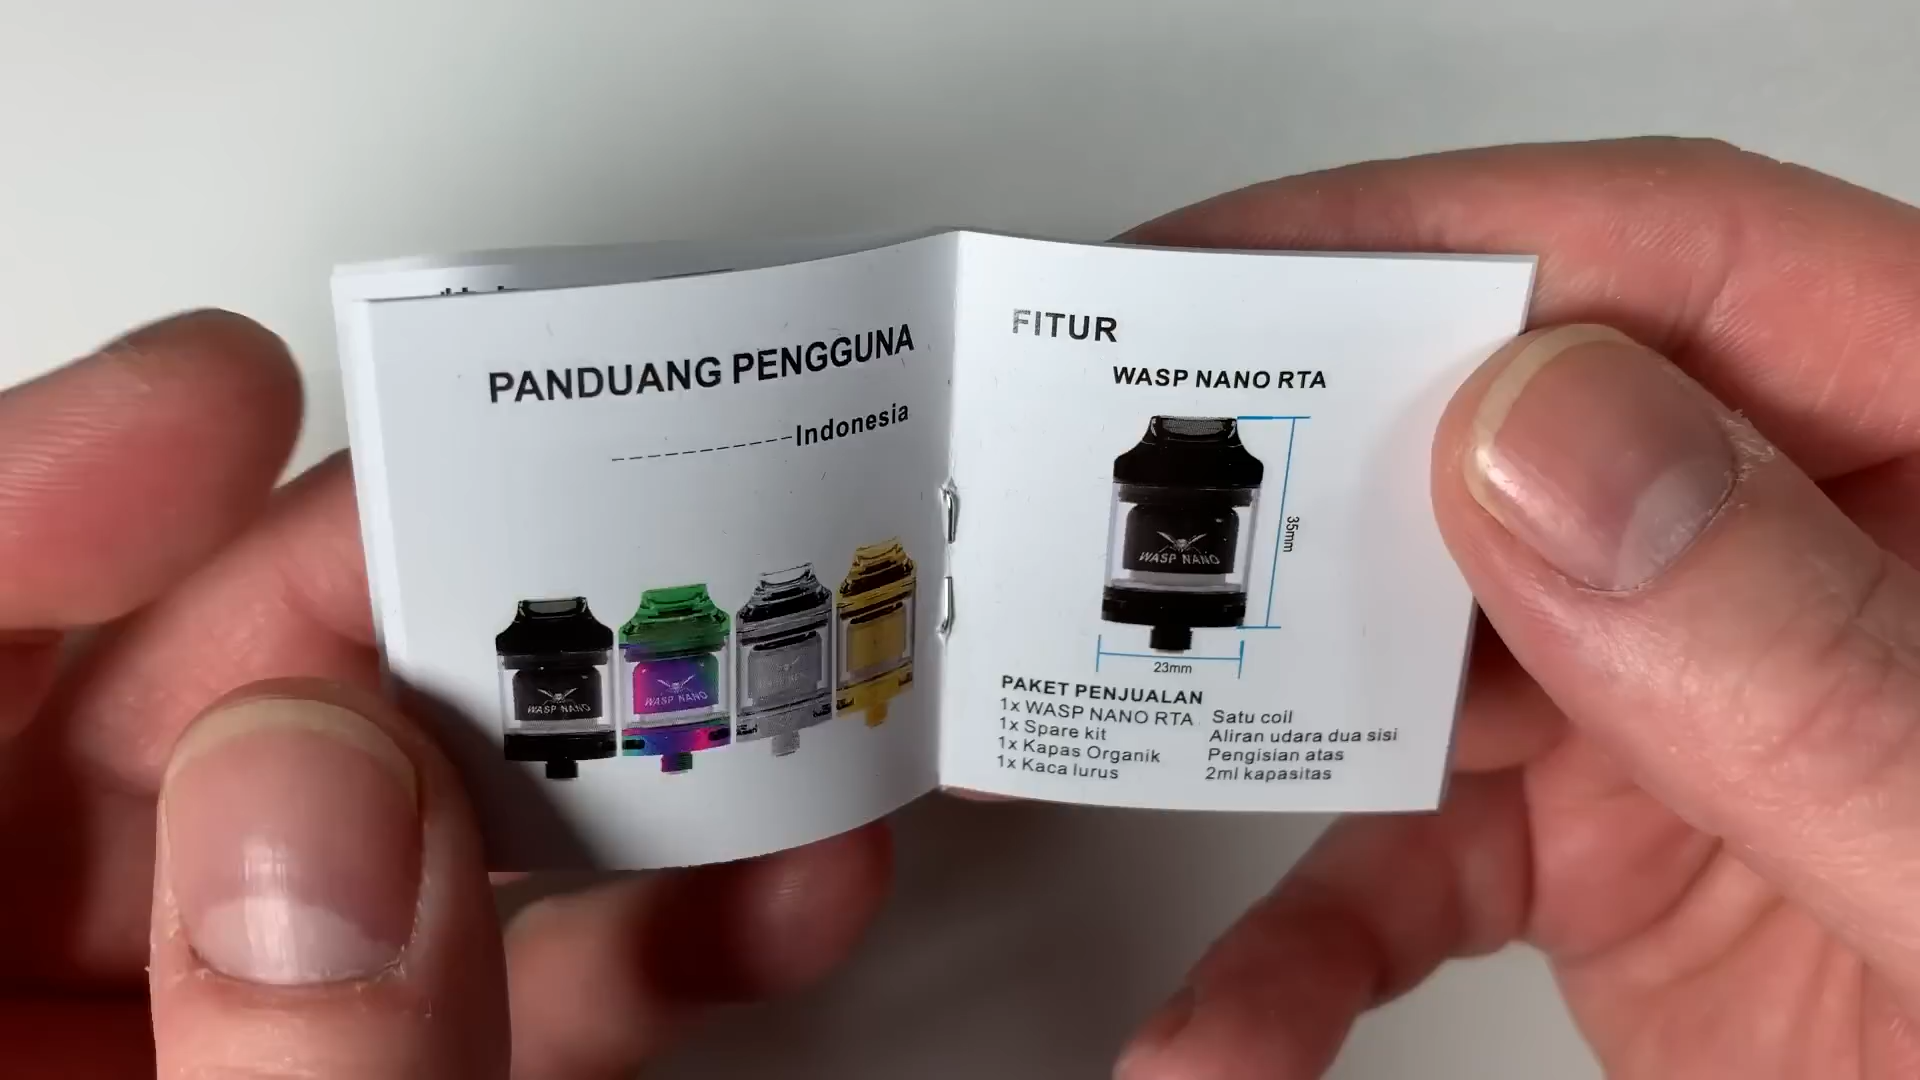 PANDUANG PENGGUNA
----------Indonesia
WASP NANO
WASP NANO
FITUR
WASP NANO RTA
WASP NANO
35mm
23mm
PAKET PENJUALAN
1x WASP NANO RTA
1x Spare kit
1x Kapas Organik
1x Kaca lurus
Satu coil
Aliran udara dua sisi
Pengisian atas
2ml kapasitas